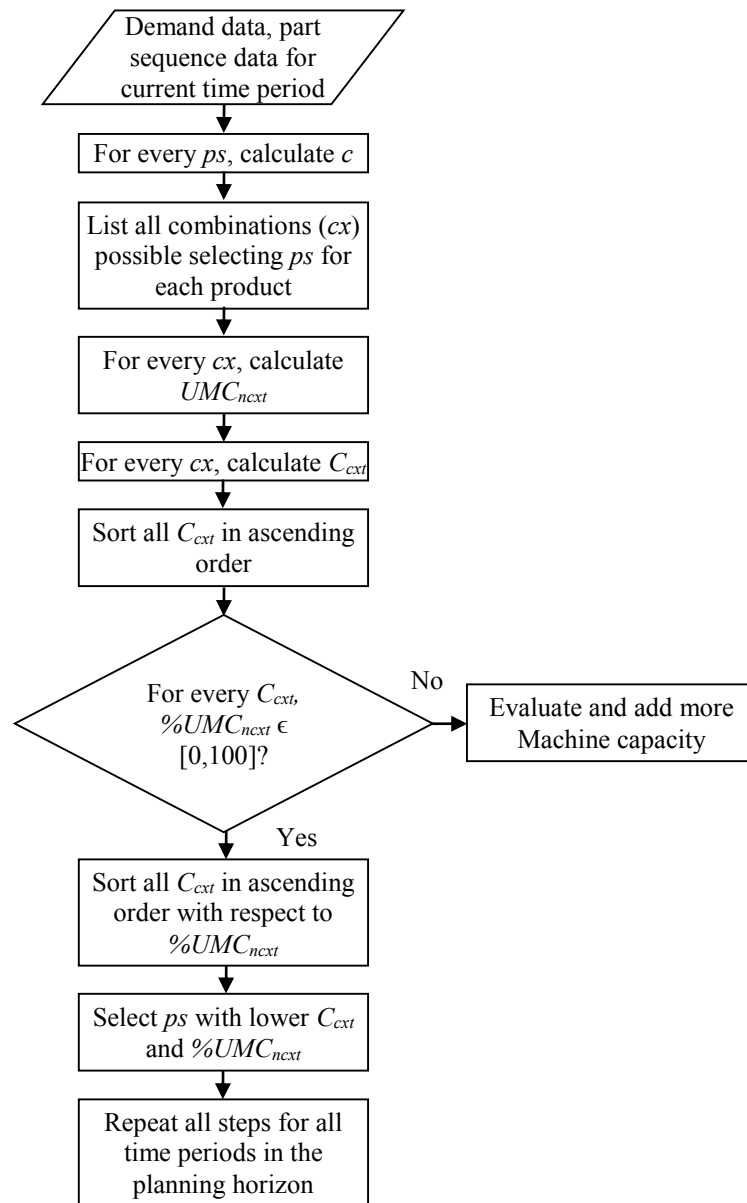 Demand data, part
sequence data for
current time period
For every ps, calculate c
List all combinations (cx)
possible selecting ps for
each product
For every cx, calculate
UMCncxt
For every cx, calculate Ccxt
Sort all Ccxt in ascending
order
For every Ccxt,
%UMCncxt ϵ
[0,100]?
No
Evaluate and add more
Machine capacity
Yes
Sort all Ccxt in ascending
order with respect to
%UMCncxt
Select ps with lower Ccxt
and %UMCncxt
Repeat all steps for all
time periods in the
planning horizon